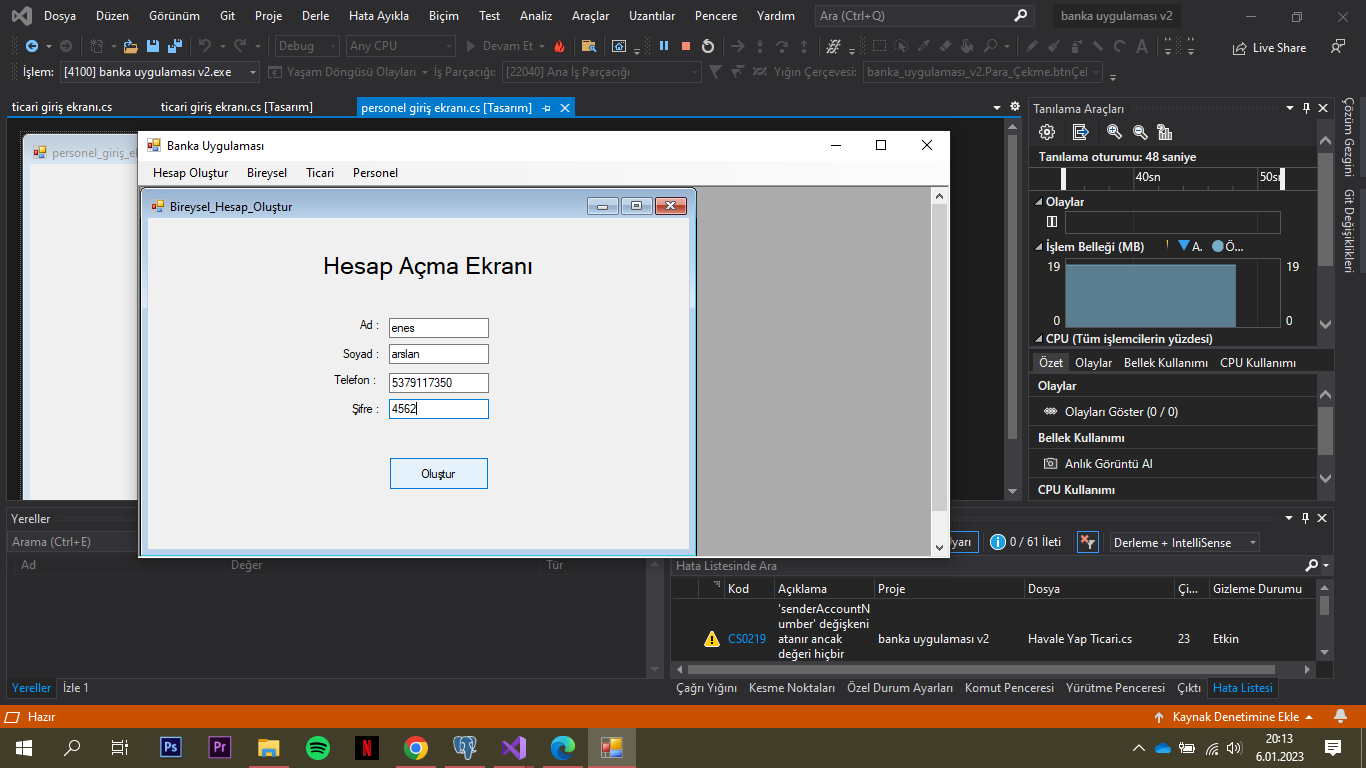 Dosya Düzen Görünüm Git Proje Derle Hata Ayıkla Biçim Test Analiz Araçlar Uzantılar Pencere Yardım Ara (Ctrl+Q) banka uygulaması v2
Debug Any CPU Devam Et Live Share
İşlem: [4100] banka uygulaması v2.exe Yaşam Döngüsü Olayları İş Parçacığı: [22040] Ana İş Parçacığı Yığın Çerçevesi: banka_uygulaması_v2.Para_Çekme.btnÇel
ticari giriş ekranı.cs ticari giriş ekranı.cs [Tasarım] personel giriş ekranı.cs [Tasarım]
personel_giriş_el
Banka Uygulaması
Hesap Oluştur Bireysel Ticari Personel
Bireysel_Hesap_Oluştur
Hesap Açma Ekranı
Ad : enes
Soyad : arslan
Telefon : 5379117350
Şifre : 4562
Oluştur
Tanılama Araçları
Tanılama oturumu: 48 saniye
40sn 50sn
Olaylar
İşlem Belleği (MB) A. Ö...
19 19
0 0
CPU (Tüm işlemcilerin yüzdesi)
Özet Olaylar Bellek Kullanımı CPU Kullanımı
Olaylar
Olayları Göster (0 / 0)
Bellek Kullanımı
Anlık Görüntü Al
CPU Kullanımı
Çözüm Gezgini
Git Değişiklikleri
Yereller
Arama (Ctrl+E)
Ad Değer Tür
Yereller İzle 1
yarı 0 / 61 İleti Derleme + IntelliSense
Hata Listesinde Ara
Kod Açıklama Proje Dosya Çi... Gizleme Durumu
CS0219 'senderAccountN
umber' değişkeni
atanır ancak
değeri hiçbir
banka uygulaması v2 Havale Yap Ticari.cs 23 Etkin
Çağrı Yığını Kesme Noktaları Özel Durum Ayarları Komut Penceresi Yürütme Penceresi Çıktı Hata Listesi
Hazır Kaynak Denetimine Ekle
Ps Pr N
20:13
6.01.2023